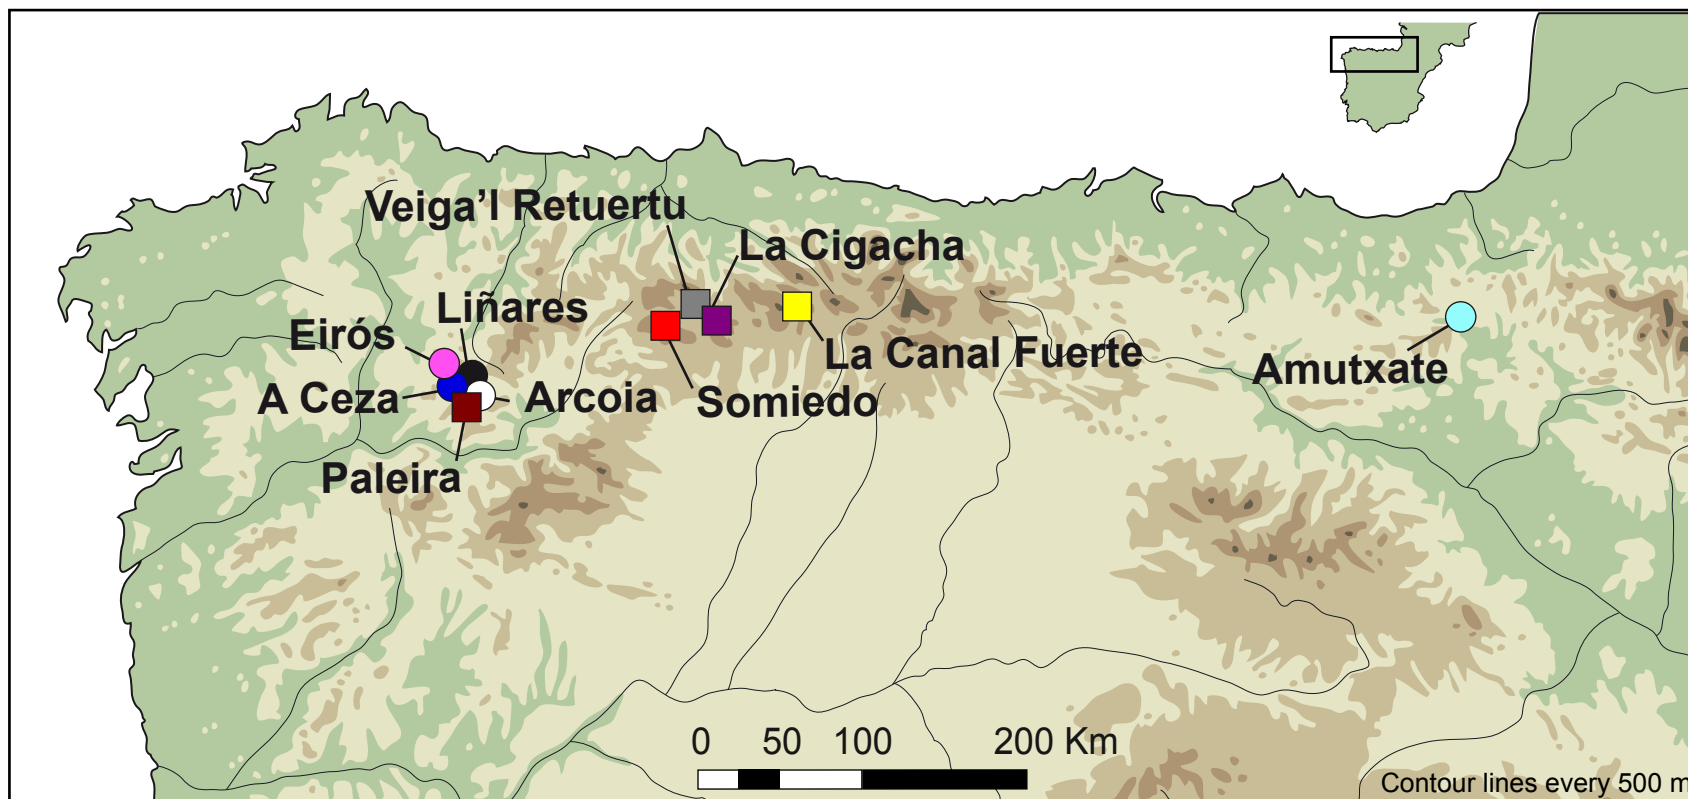 Veiga’l Retuertu
La Cigacha
Liñares
Eirós
La Canal Fuerte
Amutxate
A Ceza
Arcoia
Somiedo
Paleira
0 50 100 200 Km
Contour lines every 500 m